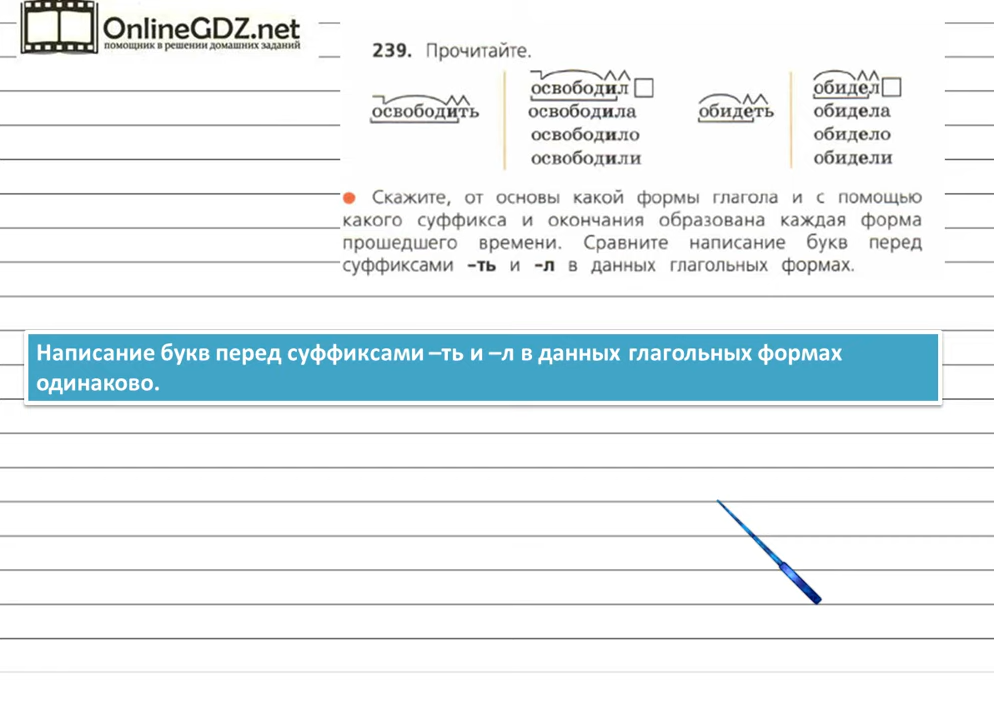 OnlineGDZ.net
помощник в решении домашних заданий
239. Прочитайте.
освободить
освободил
освободила
освободило
освободили
обидеть
обидел
обидела
обидело
обидели
Скажите, от основы какой формы глагола и с помощью
какого суффикса и окончания образована каждая форма
прошедшего времени. Сравните написание букв перед
суффиксами –ть и -л в данных глагольных формах.
Написание букв перед суффиксами –ть и –л в данных глагольных формах
одинаково.